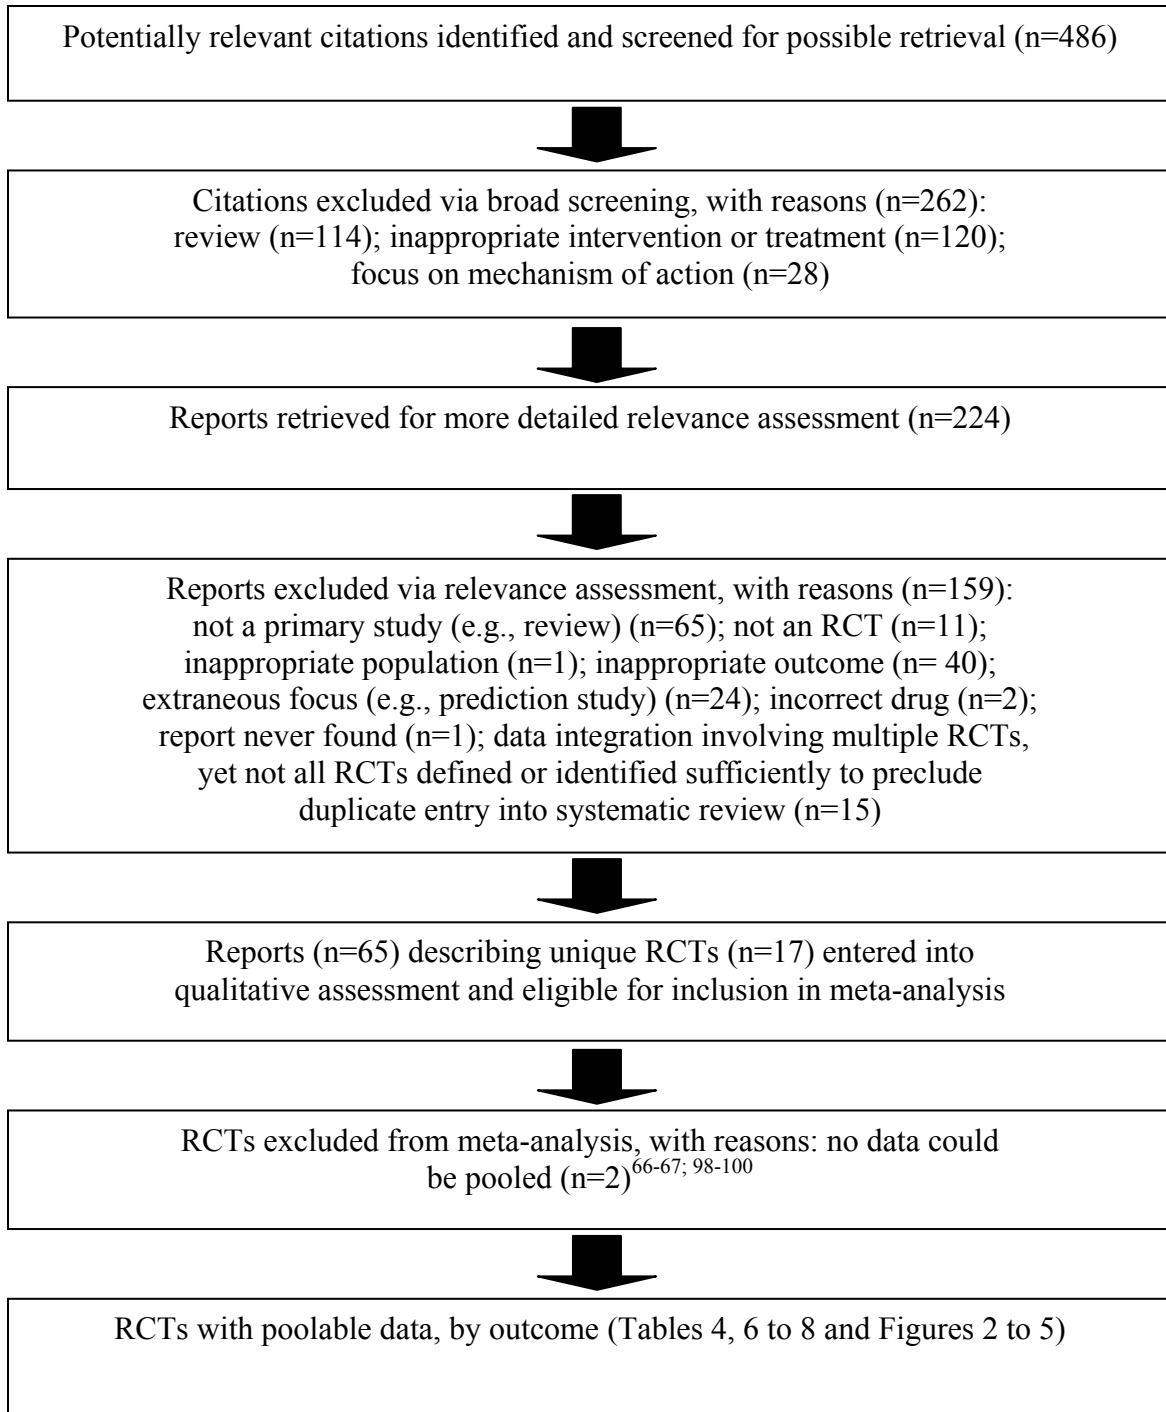 Potentially relevant citations identified and screened for possible retrieval (n=486)
Citations excluded via broad screening, with reasons (n=262):
review (n=114); inappropriate intervention or treatment (n=120);
focus on mechanism of action (n=28)
Reports retrieved for more detailed relevance assessment (n=224)
Reports excluded via relevance assessment, with reasons (n=159):
not a primary study (e.g., review) (n=65); not an RCT (n=11);
inappropriate population (n=1); inappropriate outcome (n= 40);
extraneous focus (e.g., prediction study) (n=24); incorrect drug (n=2);
report never found (n=1); data integration involving multiple RCTs,
yet not all RCTs defined or identified sufficiently to preclude
duplicate entry into systematic review (n=15)
Reports (n=65) describing unique RCTs (n=17) entered into
qualitative assessment and eligible for inclusion in meta-analysis
RCTs excluded from meta-analysis, with reasons: no data could
be pooled (n=2)66-67; 98-100
RCTs with poolable data, by outcome (Tables 4, 6 to 8 and Figures 2 to 5)